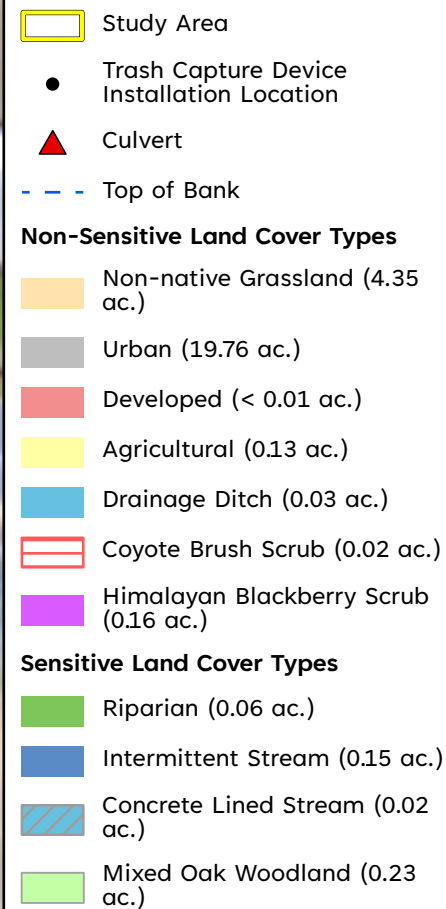 Study Area
Trash Capture Device
Installation Location
Culvert
Top of Bank
Non-Sensitive Land Cover Types
Non-native Grassland (4.35
ac.)
Urban (19.76 ac.)
Developed (< 0.01 ac.)
Agricultural (0.13 ac.)
Drainage Ditch (0.03 ac.)
Coyote Brush Scrub (0.02 ac.)
Himalayan Blackberry Scrub
(0.16 ac.)
Sensitive Land Cover Types
Riparian (0.06 ac.)
Intermittent Stream (0.15 ac.)
Concrete Lined Stream (0.02
ac.)
Mixed Oak Woodland (0.23
ac.)